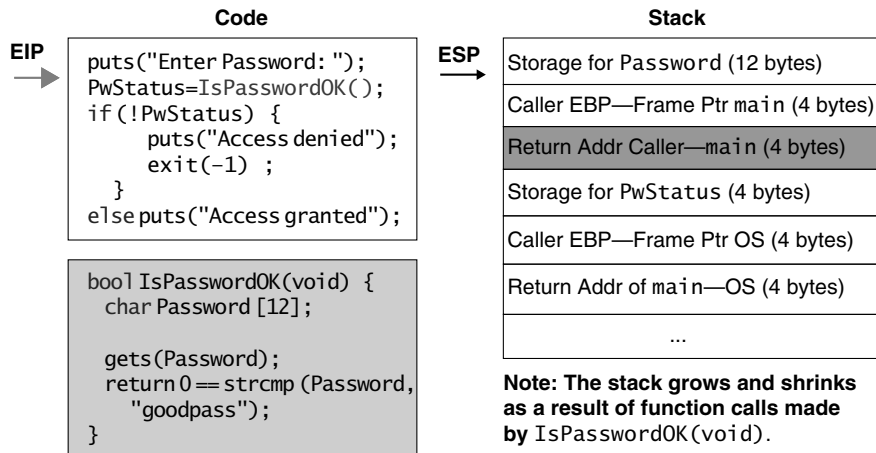 Code
EIP
puts("Enter Password: ");
PwStatus=IsPasswordOK();
if (!PwStatus) {
puts("Access denied");
exit(-1) ;
}
else puts("Access granted");
bool IsPasswordOK(void) {
char Password [12];
gets(Password);
return 0 == strcmp (Password,
"goodpass");
}
Stack
ESP
Storage for Password (12 bytes)
Caller EBP—Frame Ptr main (4 bytes)
Return Addr Caller—main (4 bytes)
Storage for PwStatus (4 bytes)
Caller EBP—Frame Ptr OS (4 bytes)
Return Addr of main—OS (4 bytes)
...
Note: The stack grows and shrinks
as a result of function calls made
by IsPasswordOK(void).